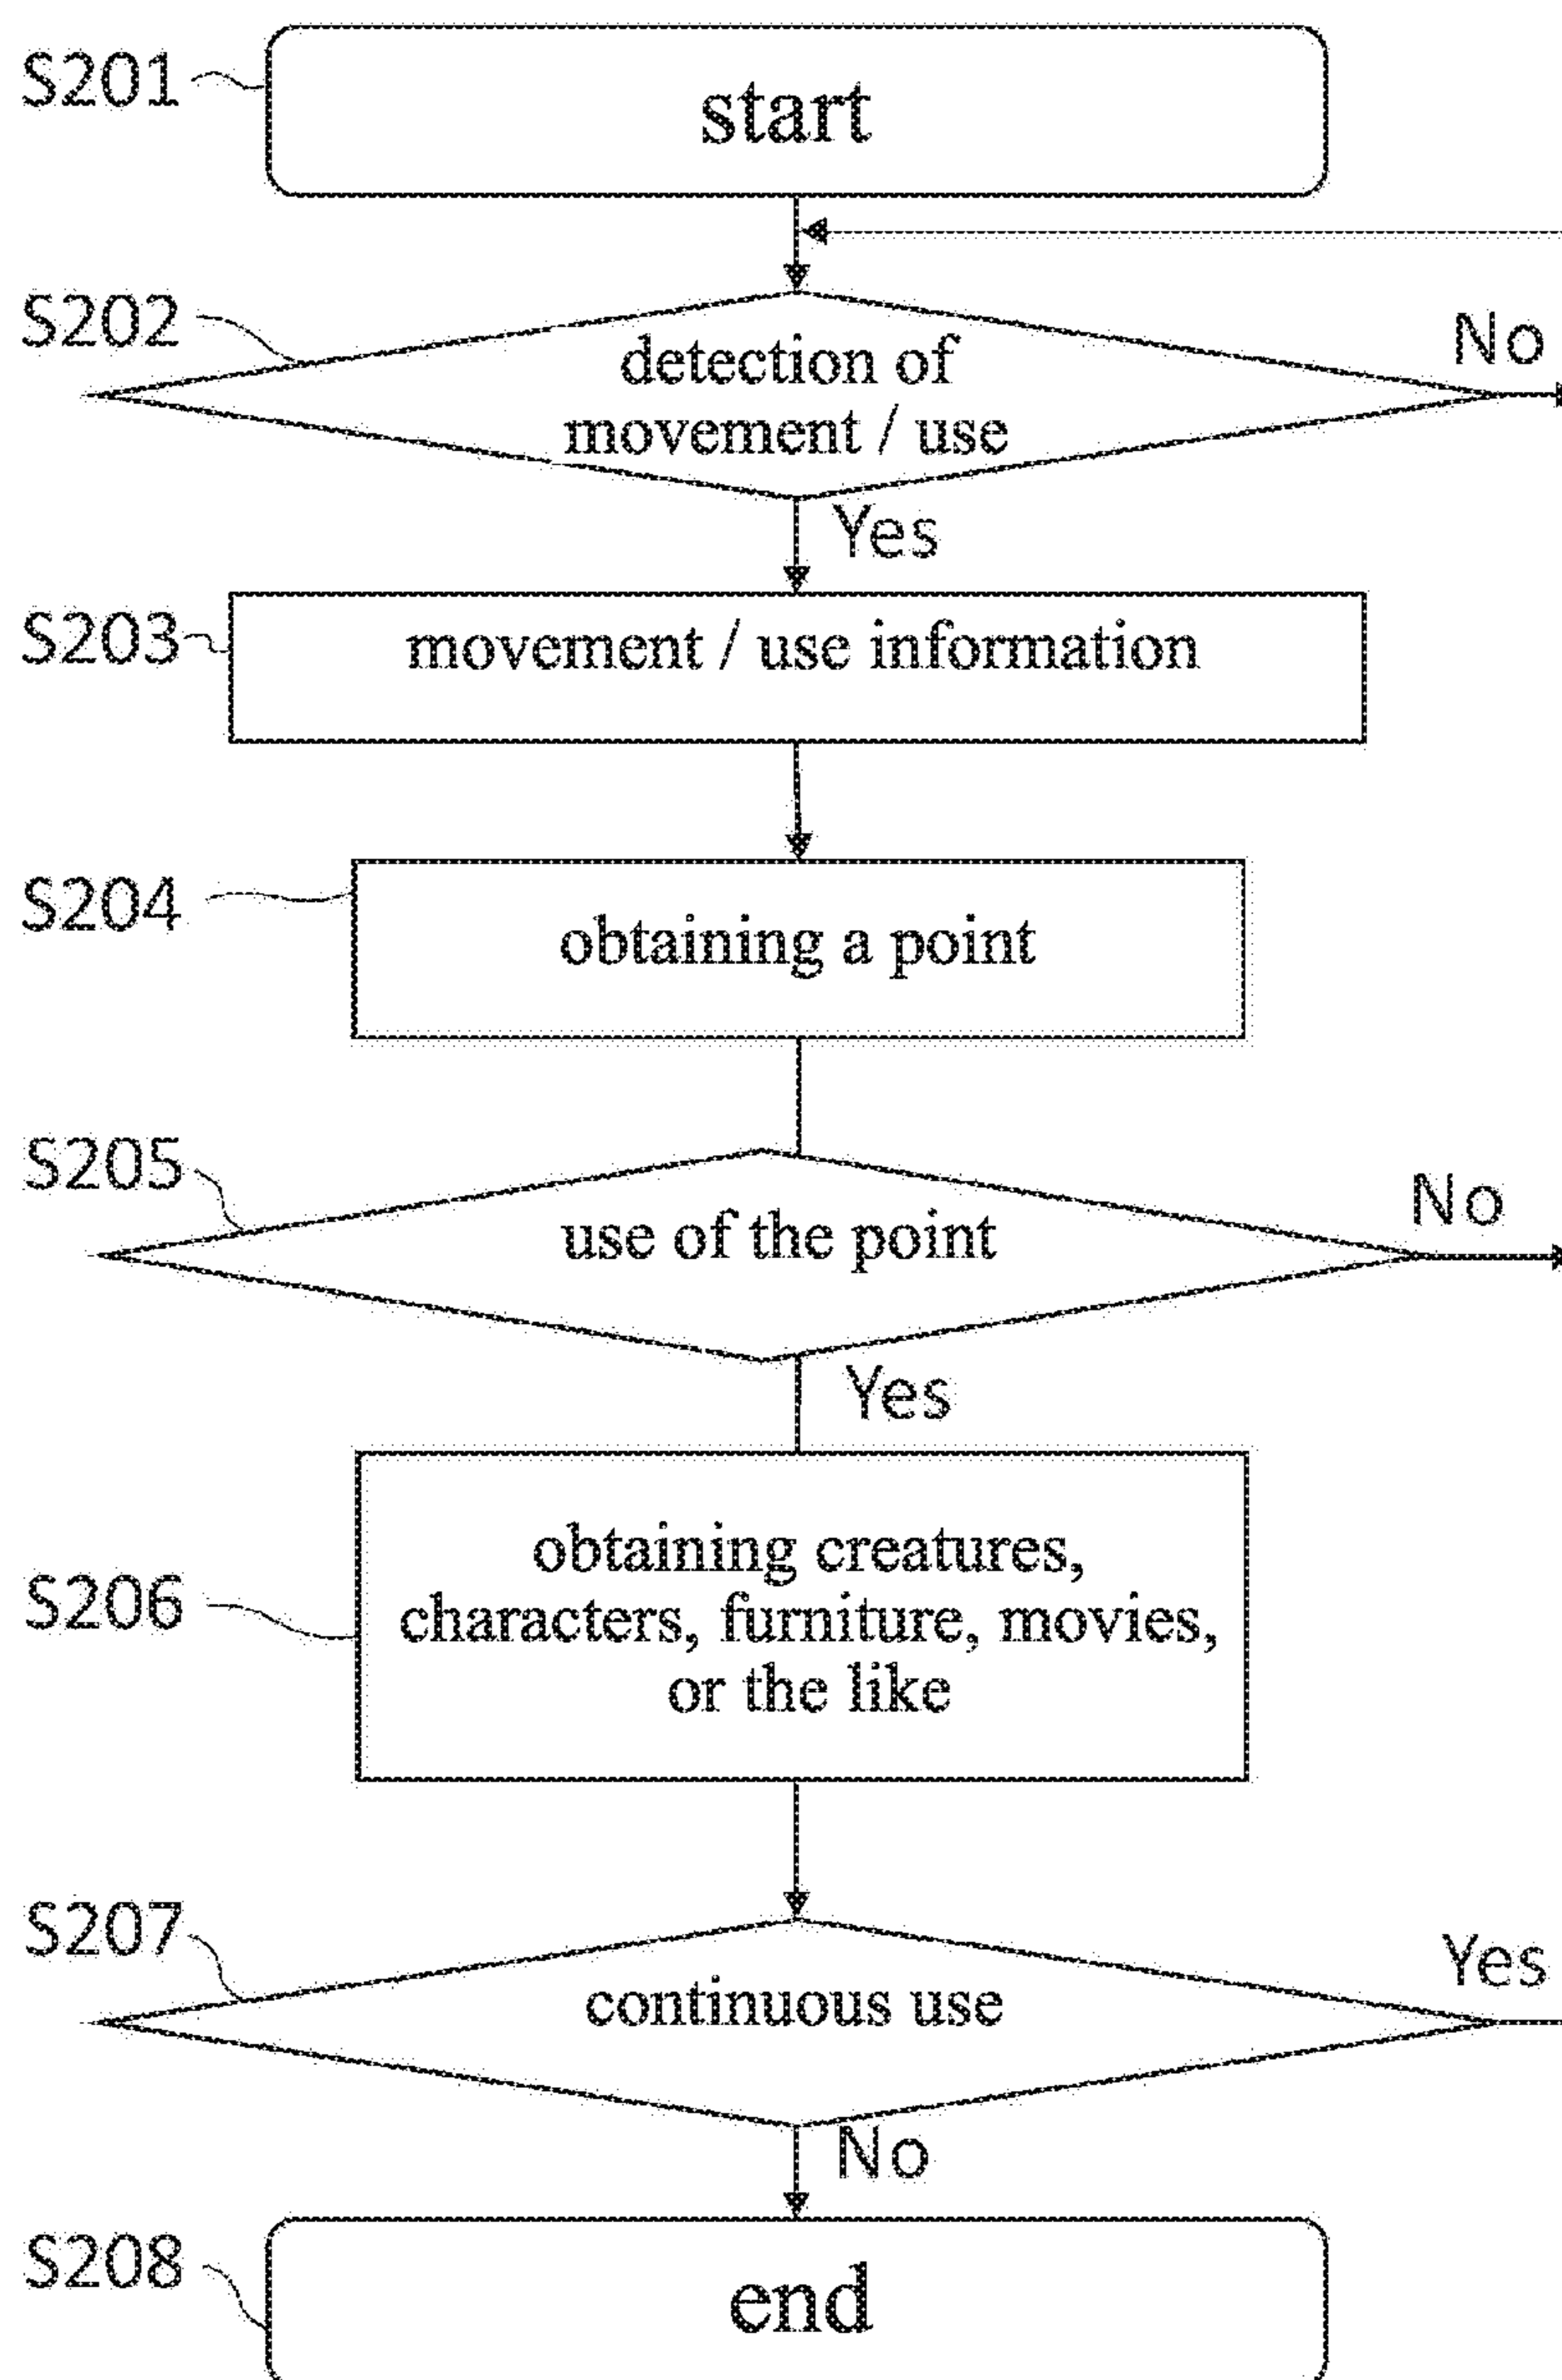 S201
start
S202
detection of
movement / use
No
Yes
S203
movement / use information
S204
obtaining a point
S205
use of the point
No
Yes
S206
obtaining creatures,
characters, furniture, movies,
or the like
S207
continuous use
Yes
No
S208
end